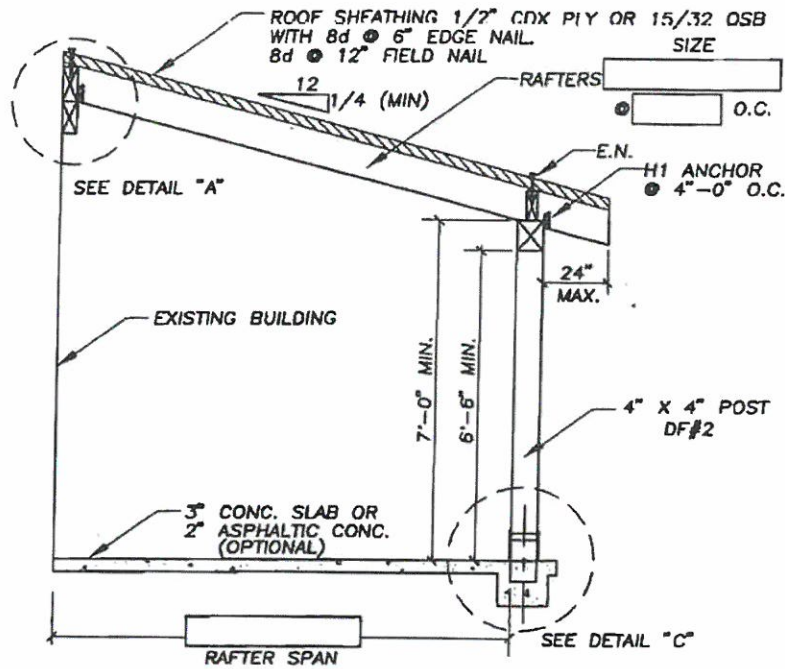 ROOF SHEATHING 1/2" CDX PLY OR 15/32 OSB
WITH 8d @ 6" EDGE NAIL.
8d @ 12" FIELD NAIL
SIZE
RAFTERS
@ O.C.
12
1/4 (MIN)
E.N.
H1 ANCHOR
@ 4'-0" O.C.
SEE DETAIL "A"
24"
MAX.
EXISTING BUILDING
7'-0" MIN.
6'-6" MIN.
4" X 4" POST
DF#2
3" CONC. SLAB OR
2" ASPHALTIC CONC.
(OPTIONAL)
SEE DETAIL "C"
RAFTER SPAN